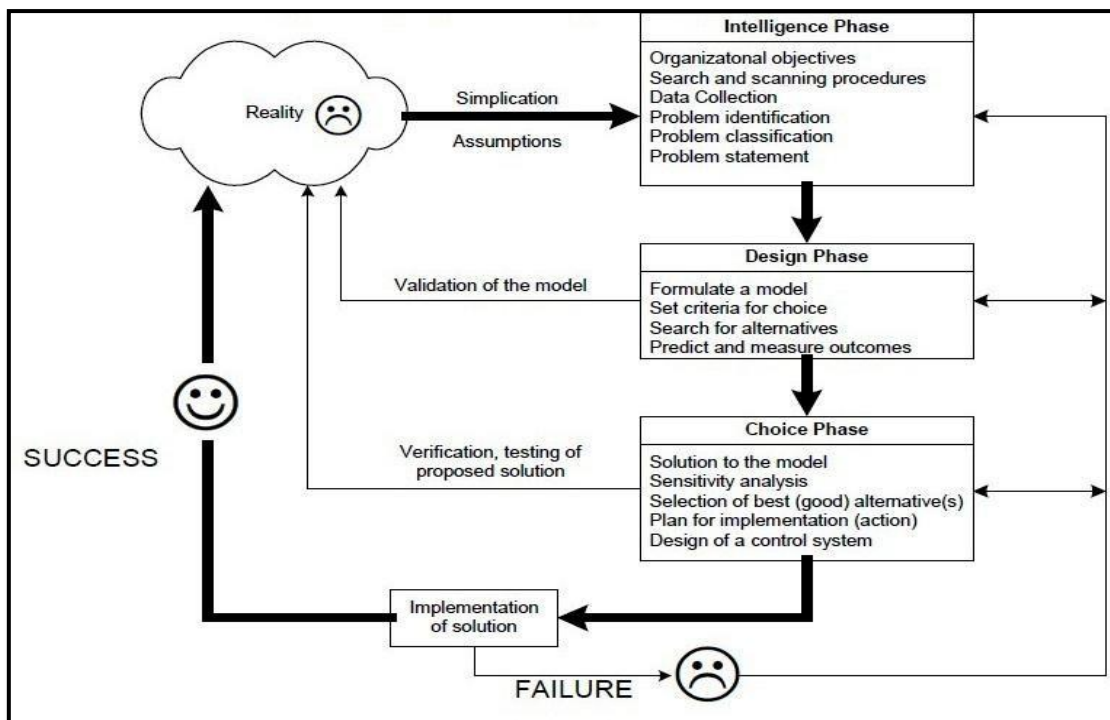 Reality
Simplication
Assumptions
Intelligence Phase
Organizatonal objectives
Search and scanning procedures
Data Collection
Problem identification
Problem classification
Problem statement
Validation of the model
Design Phase
Formulate a model
Set criteria for choice
Search for alternatives
Predict and measure outcomes
SUCCESS
Verification, testing of
proposed solution
Choice Phase
Solution to the model
Sensitivity analysis
Selection of best (good) alternative(s)
Plan for implementation (action)
Design of a control system
Implementation
of solution
FAILURE